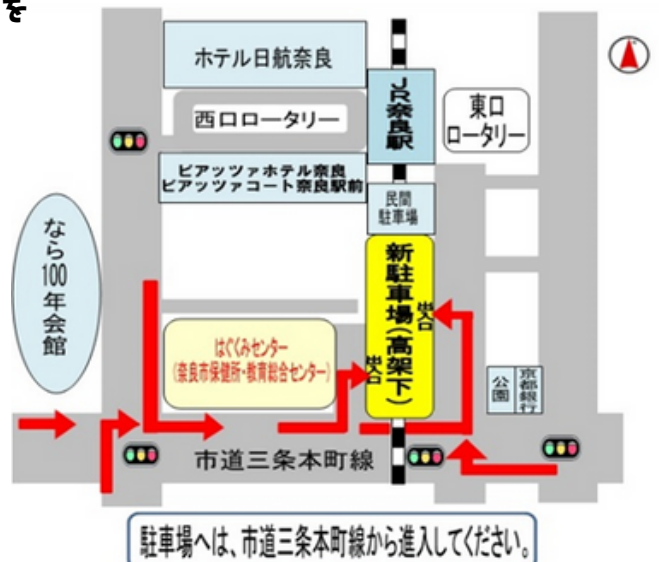 を
ホテル日航奈良
JR奈良駅
西口ロータリー
東口
ロータリー
ピアッツァホテル奈良
ピアッツァコート奈良駅前
民間
駐車場
なら100年会館
新駐車場(高架下)
出入口
出入口
はぐくみセンター
(奈良市保健所・教育総合センター)
公園
京都銀行
市道三条本町線
駐車場へは、市道三条本町線から進入してください。